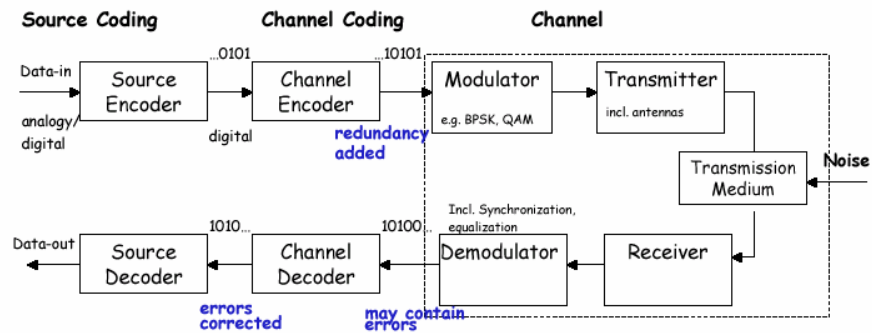 Source Coding
Channel Coding
Channel
Data-in
analogy/
digital
Source
Encoder
...0101
digital
Channel
Encoder
...10101
redundancy
added
Modulator
e.g. BPSK, QAM
Transmitter
incl. antennas
Transmission
Medium
Noise
Data-out
Source
Decoder
1010...
errors
corrected
Channel
Decoder
10100...
may contain
errors
Incl. Synchronization,
equalization
Demodulator
Receiver